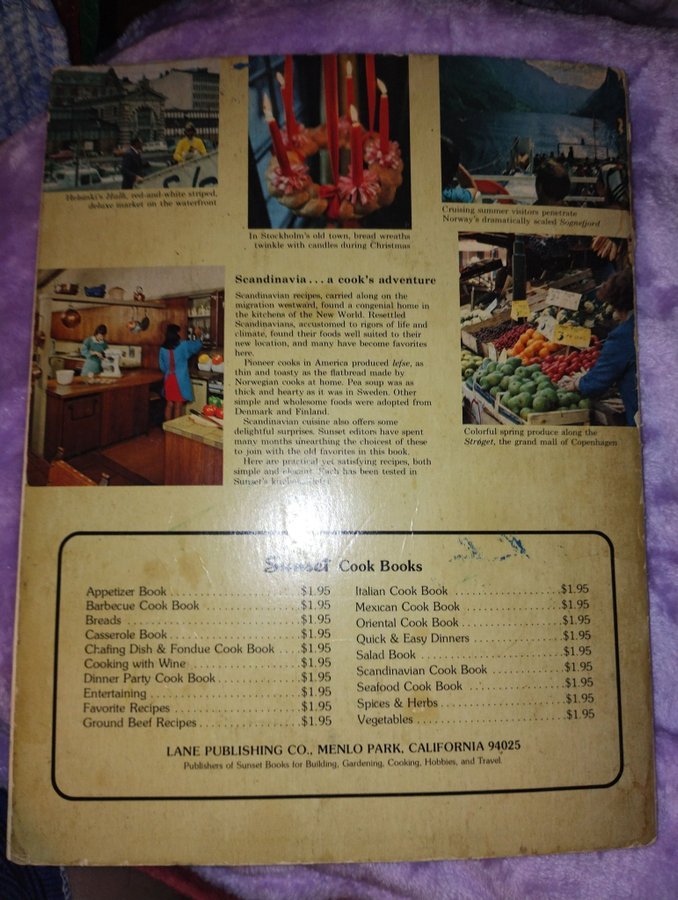 Helsinki's Halli, red-and-white striped,
deluxe market on the waterfront
In Stockholm's old town, bread wreaths
twinkle with candles during Christmas
Cruising summer visitors penetrate
Norway's dramatically scaled Sognefjord
Scandinavia... a cook's adventure
Scandinavian recipes, carried along on the
migration westward, found a congenial home in
the kitchens of the New World. Resettled
Scandinavians, accustomed to rigors of life and
climate, found their foods well suited to their
new location, and many have become favorites
here.
Pioneer cooks in America produced lefse, as
thin and toasty as the flatbread made by
Norwegian cooks at home. Pea soup was as
thick and hearty as it was in Sweden. Other
simple and wholesome foods were adopted from
Denmark and Finland.
Scandinavian cuisine also offers some
delightful surprises. Sunset editors have spent
many months unearthing the choicest of these
to join with the old favorites in this book.
Here are practical yet satisfying recipes, both
simple and elegant. Each has been tested in
Sunset's
Colorful spring produce along the
Strøget, the grand mall of Copenhagen
Sunset Cook Books
Appetizer Book $1.95
Barbecue Cook Book $1.95
Breads $1.95
Casserole Book $1.95
Chafing Dish & Fondue Cook Book $1.95
Cooking with Wine $1.95
Dinner Party Cook Book $1.95
Entertaining $1.95
Favorite Recipes $1.95
Ground Beef Recipes $1.95
Italian Cook Book $1.95
Mexican Cook Book $1.95
Oriental Cook Book $1.95
Quick & Easy Dinners $1.95
Salad Book $1.95
Scandinavian Cook Book $1.95
Seafood Cook Book $1.95
Spices & Herbs $1.95
Vegetables $1.95
LANE PUBLISHING CO., MENLO PARK, CALIFORNIA 94025
Publishers of Sunset Books for Building, Gardening, Cooking, Hobbies, and Travel.